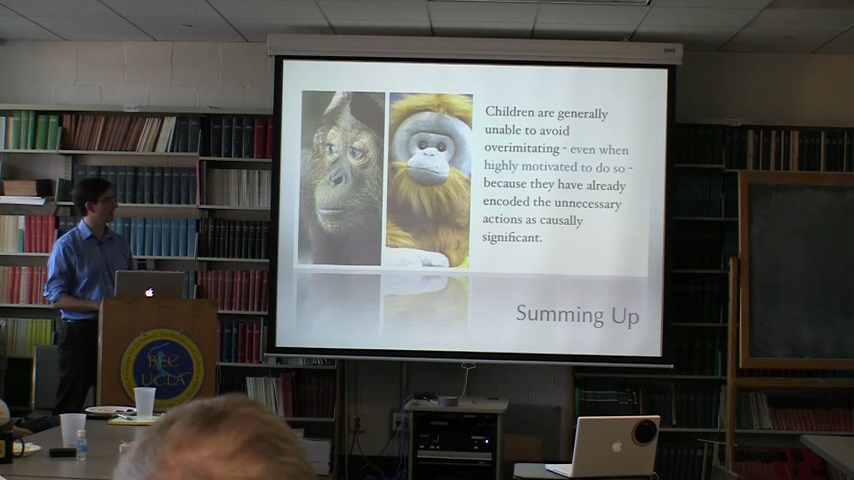 Children are generally
unable to avoid
overimitating - even when
highly motivated to do so -
because they have already
encoded the unnecessary
actions as causally
significant.
Summing Up
BEC
UCLA